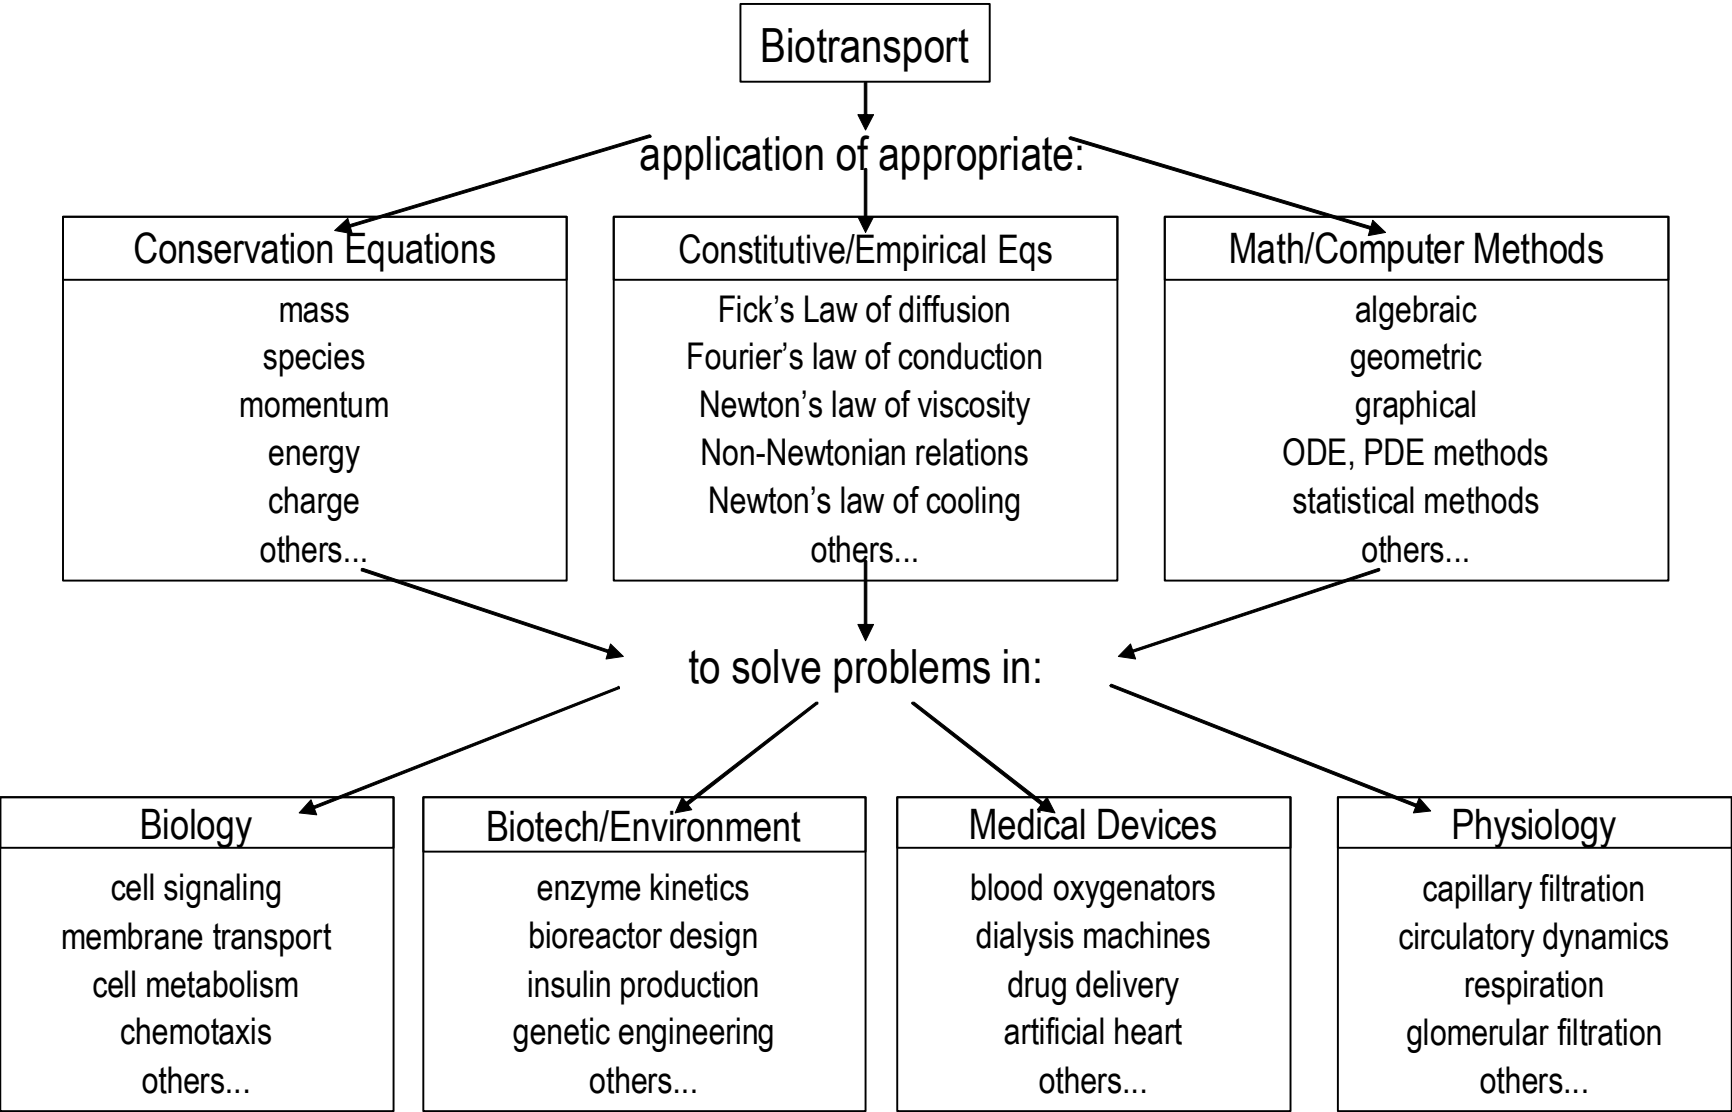 Biotransport
application of appropriate:
Conservation Equations
mass
species
momentum
energy
charge
others...
Constitutive/Empirical Eqs
Fick’s Law of diffusion
Fourier’s law of conduction
Newton’s law of viscosity
Non-Newtonian relations
Newton’s law of cooling
others...
Math/Computer Methods
algebraic
geometric
graphical
ODE, PDE methods
statistical methods
others...
to solve problems in:
Biology
cell signaling
membrane transport
cell metabolism
chemotaxis
others...
Biotech/Environment
enzyme kinetics
bioreactor design
insulin production
genetic engineering
others...
Medical Devices
blood oxygenators
dialysis machines
drug delivery
artificial heart
others...
Physiology
capillary filtration
circulatory dynamics
respiration
glomerular filtration
others...